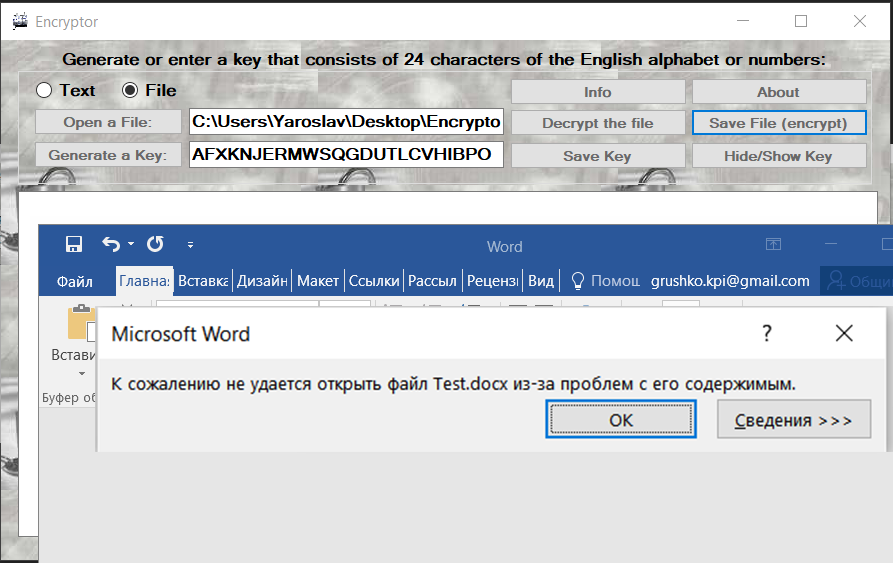 Encryptor
Generate or enter a key that consists of 24 characters of the English alphabet or numbers:
Text File Info About
Open a File: C:\Users\Yaroslav\Desktop\Encrypto Decrypt the file Save File (encrypt)
Generate a Key: AFXKNJERMWSQGDUTLCVHIBPO Save Key Hide/Show Key
Word
Файл Главная Вставка Дизайн Макет Ссылки Рассыл Реценз Вид Помощ grushko.kpi@gmail.com Общи
Microsoft Word ?
Встави
К сожалению не удается открыть файл Test.docx из-за проблем с его содержимым.
Буфер об
OK Сведения >>>